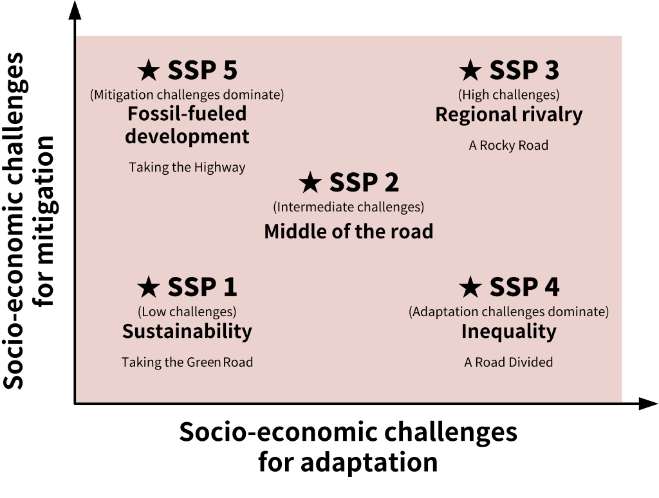 Socio-economic challenges
for mitigation
★ SSP 5
(Mitigation challenges dominate)
Fossil-fueled
development
Taking the Highway
★ SSP 3
(High challenges)
Regional rivalry
A Rocky Road
★ SSP 2
(Intermediate challenges)
Middle of the road
★ SSP 1
(Low challenges)
Sustainability
Taking the Green Road
★ SSP 4
(Adaptation challenges dominate)
Inequality
A Road Divided
Socio-economic challenges
for adaptation